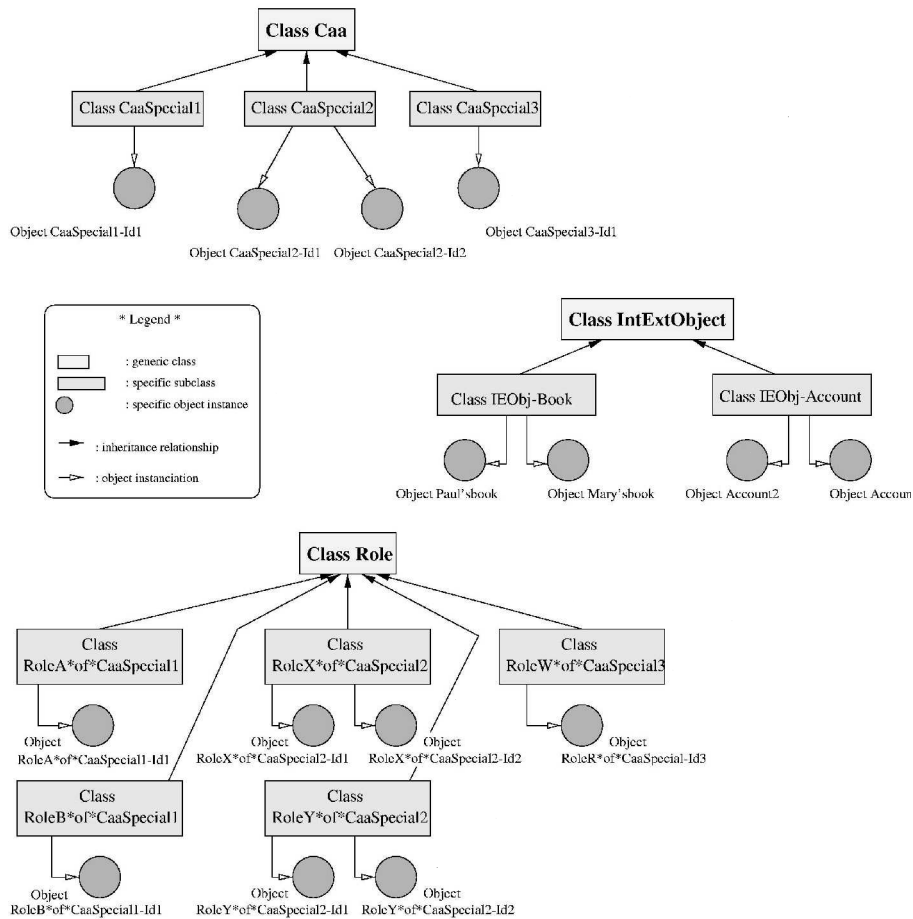 Class Caa
Class CaaSpecial1
Class CaaSpecial2
Class CaaSpecial3
Object CaaSpecial1-Id1
Object CaaSpecial2-Id1
Object CaaSpecial2-Id2
Object CaaSpecial3-Id1
* Legend *
: generic class
: specific subclass
: specific object instance
: inheritance relationship
: object instanciation
Class IntExtObject
Class IEObj-Book
Class IEObj-Account
Object Paul'sbook
Object Mary'sbook
Object Account2
Object Accoun
Class Role
Class
RoleA*of*CaaSpecial1
Class
RoleX*of*CaaSpecial2
Class
RoleW*of*CaaSpecial3
Object
RoleA*of*CaaSpecial1-Id1
Object
RoleX*of*CaaSpecial2-Id1
Object
RoleX*of*CaaSpecial2-Id2
Object
RoleR*of*CaaSpecial-Id3
Class
RoleB*of*CaaSpecial1
Class
RoleY*of*CaaSpecial2
Object
RoleB*of*CaaSpecial1-Id1
Object
RoleY*of*CaaSpecial2-Id1
Object
RoleY*of*CaaSpecial2-Id2